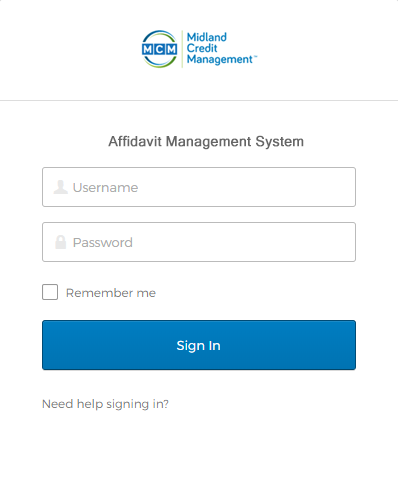 MCM
Midland
Credit
Management™
Affidavit Management System
Username
Password
Remember me
Sign In
Need help signing in?